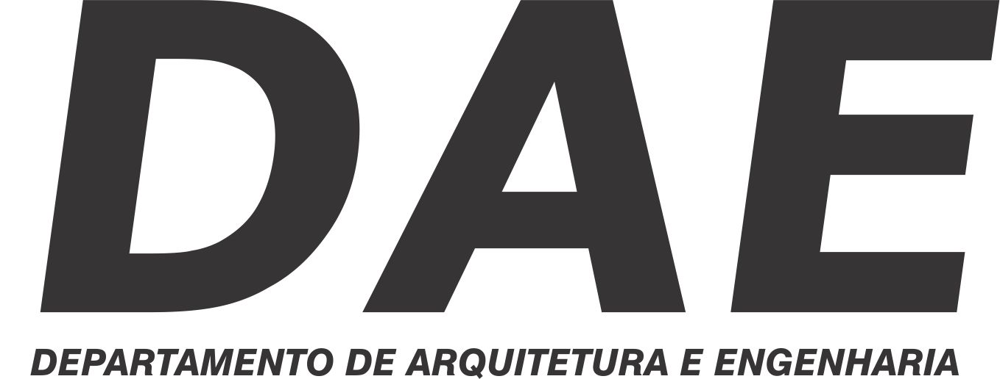 DAE
DEPARTAMENTO DE ARQUITETURA E ENGENHARIA